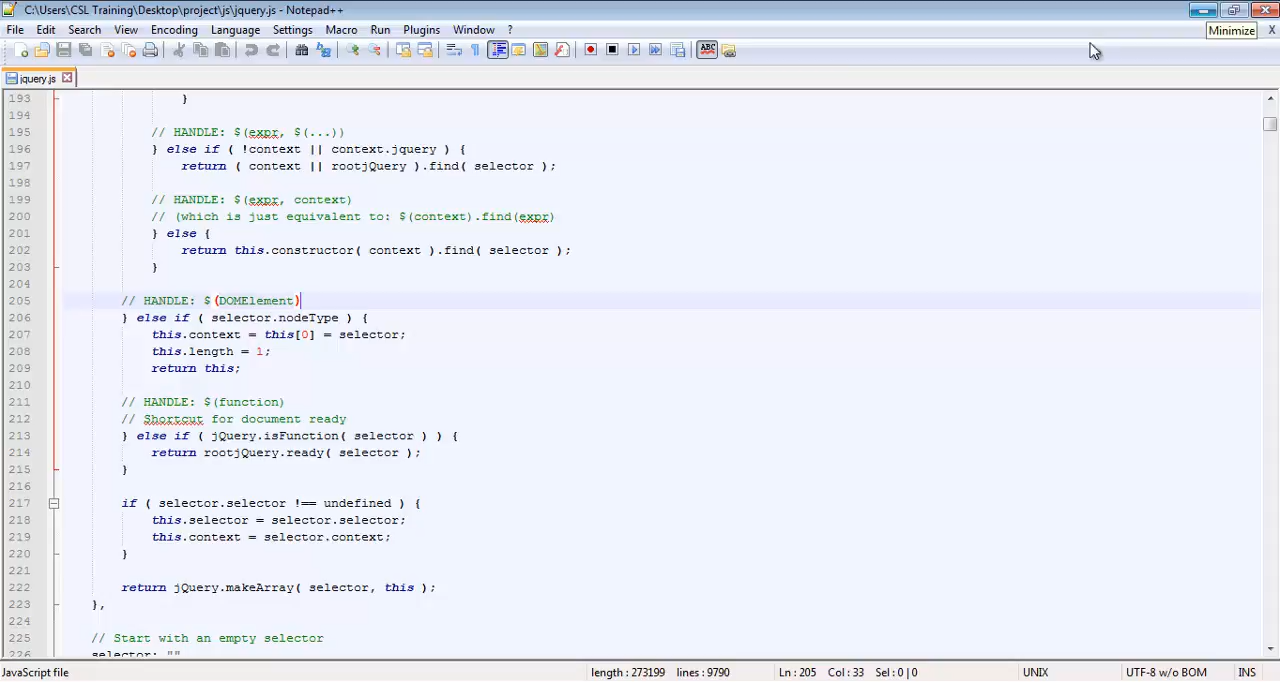 C:\Users\CSL Training\Desktop\project\js\jquery.js - Notepad++
File Edit Search View Encoding Language Settings Macro Run Plugins Window ? X
Minimize
ABC
jquery.js
193 }
194
195 // HANDLE: $(expr, $(...))
196 } else if ( !context || context.jquery ) {
197 return ( context || rootjQuery ).find( selector );
198
199 // HANDLE: $(expr, context)
200 // (which is just equivalent to: $(context).find(expr)
201 } else {
202 return this.constructor( context ).find( selector );
203 }
204
205 // HANDLE: $(DOMElement)
206 } else if ( selector.nodeType ) {
207 this.context = this[0] = selector;
208 this.length = 1;
209 return this;
210
211 // HANDLE: $(function)
212 // Shortcut for document ready
213 } else if ( jQuery.isFunction( selector ) ) {
214 return rootjQuery.ready( selector );
215 }
216
217 if ( selector.selector !== undefined ) {
218 this.selector = selector.selector;
219 this.context = selector.context;
220 }
221
222 return jQuery.makeArray( selector, this );
223 },
224
225 // Start with an empty selector
226 selector: ""
JavaScript file length : 273199 lines : 9790 Ln : 205 Col : 33 Sel : 0 | 0 UNIX UTF-8 w/o BOM INS